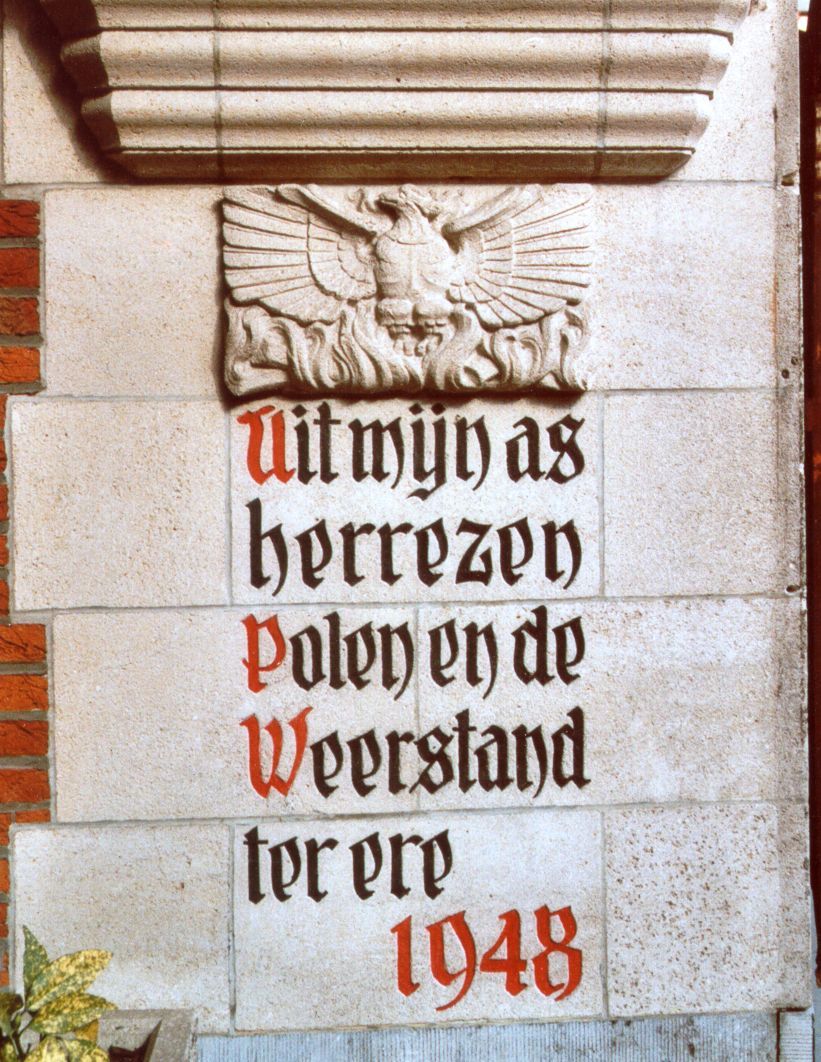 Uit mijn as
herrezen
Polen en de
Weerstand
ter ere
1948